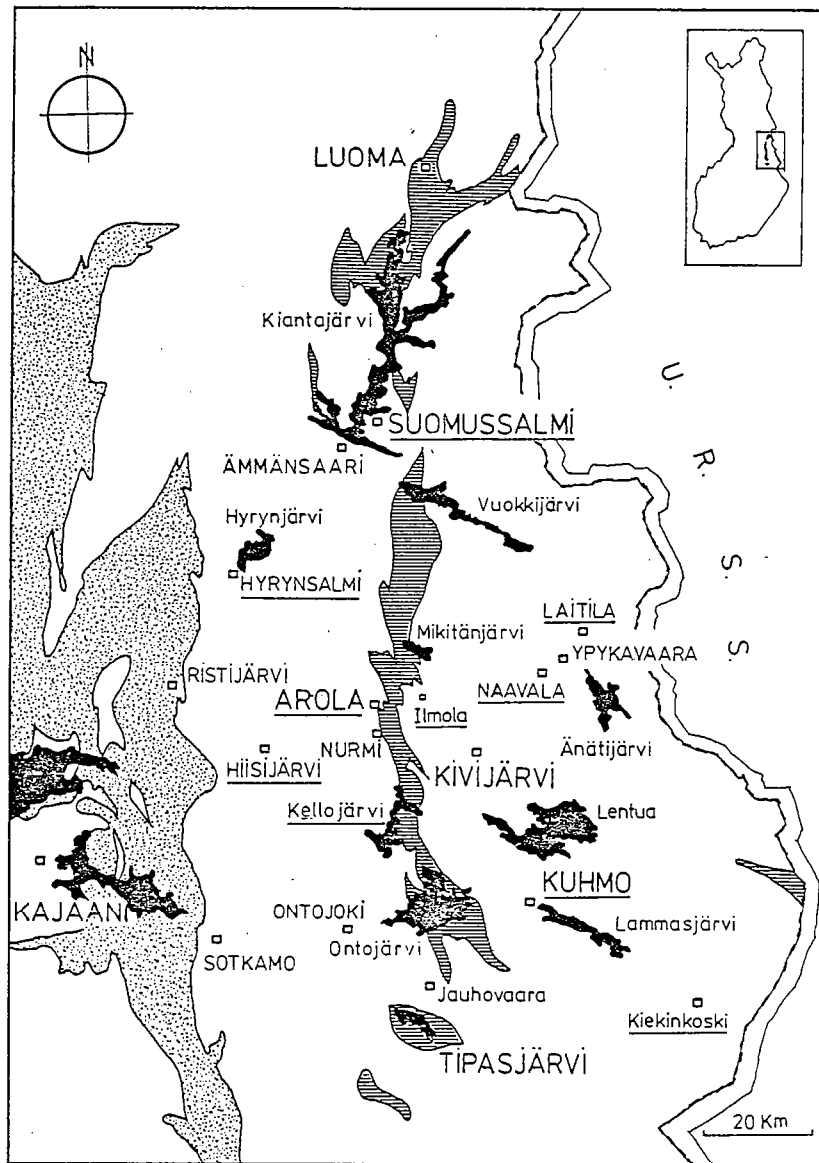 N
LUOMA
Kiantajärvi
U. R. S. S.
SUOMUSSALMI
ÄMMÄNSAARI
Vuokkijärvi
Hyrynjärvi
HYRYNSALMI
LAITILA
Mikitänjärvi
YPYKAVAARA
RISTIJÄRVI
NAAVALA
AROLA
Ilmola
NURMI
Änätijärvi
HIISIJÄRVI
KIVIJÄRVI
Kellojärvi
Lentua
KAJAANI
KUHMO
ONTOJOKI
Lammasjärvi
Ontojärvi
SOTKAMO
Jauhovaara
Kiekinkoski
TIPASJÄRVI
20 Km